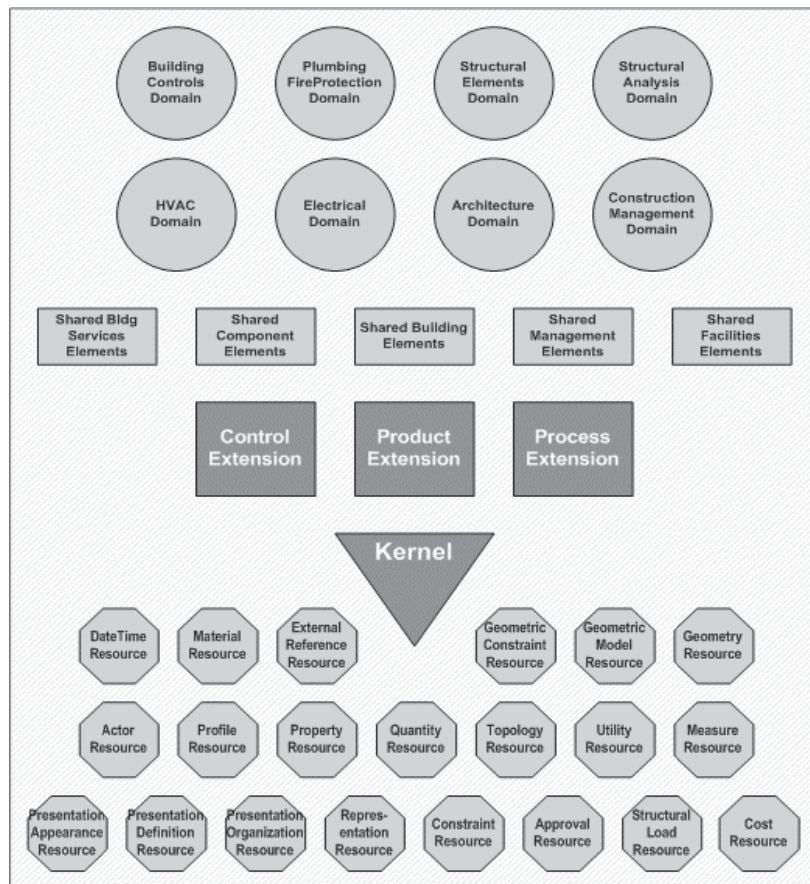 Building
Controls
Domain
Plumbing
FireProtection
Domain
Structural
Elements
Domain
Structural
Analysis
Domain
HVAC
Domain
Electrical
Domain
Architecture
Domain
Construction
Management
Domain
Shared Bldg
Services
Elements
Shared
Component
Elements
Shared Building
Elements
Shared
Management
Elements
Shared
Facilities
Elements
Control
Extension
Product
Extension
Process
Extension
Kernel
DateTime
Resource
Material
Resource
External
Reference
Resource
Geometric
Constraint
Resource
Geometric
Model
Resource
Geometry
Resource
Actor
Resource
Profile
Resource
Property
Resource
Quantity
Resource
Topology
Resource
Utility
Resource
Measure
Resource
Presentation
Appearance
Resource
Presentation
Definition
Resource
Presentation
Organization
Resource
Repres-
entation
Resource
Constraint
Resource
Approval
Resource
Structural
Load
Resource
Cost
Resource